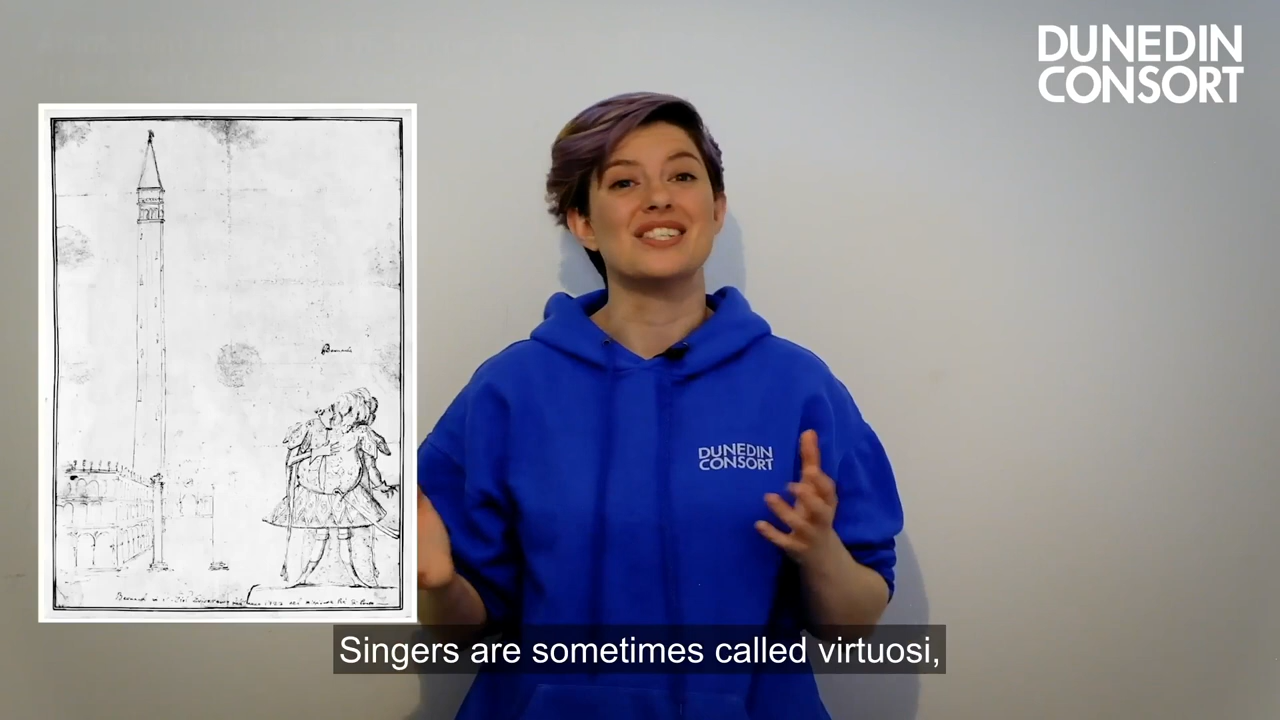 DUNEDIN
CONSORT
DUNEDIN
CONSORT
Singers are sometimes called virtuosi,